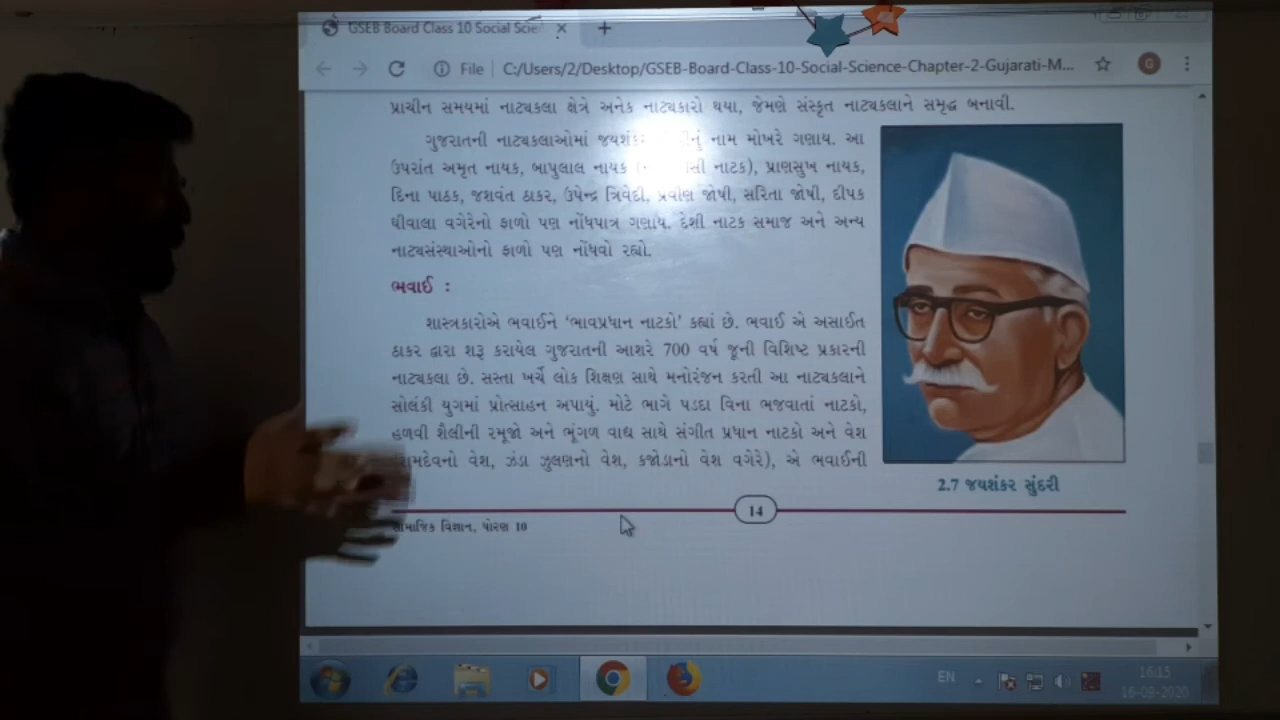 GSEB Board Class 10 Social Scie
File | C:/Users/2/Desktop/GSEB-Board-Class-10-Social-Science-Chapter-2-Gujarati-M...
G
પ્રાચીન સમયમાં નાટ્યકલા ક્ષેત્રે અનેક નાટ્યકારો થયા, જેમણે સંસ્કૃત નાટ્યકલાને સમૃદ્ધ બનાવી.
ગુજરાતની નાટ્યકલાઓમાં જયશંકર નામ મોખરે ગણાય. આ
ઉપરાંત અમૃત નાયક, બાપુલાલ નાયક નાટક), પ્રાણસુખ નાયક,
દિના પાઠક, જશવંત ઠાકર, ઉપેન્દ્ર ત્રિવેદી, પ્રવીણ જોષી, સરિતા જોષી, દીપક
ઘીવાલા વગેરેનો ફાળો પણ નોંધપાત્ર ગણાય. દેશી નાટક સમાજ અને અન્ય
નાટ્યસંસ્થાઓનો ફાળો પણ નોંધવો રહ્યો.
ભવાઈ :
શાસ્ત્રકારોએ ભવાઈને ‘ભાવપ્રધાન નાટકો’ કહ્યાં છે. ભવાઈ એ અસાઈત
ઠાકર દ્વારા શરૂ કરાયેલ ગુજરાતની આશરે 700 વર્ષ જૂની વિશિષ્ટ પ્રકારની
નાટ્યકલા છે. સસ્તા ખર્ચે લોક શિક્ષણ સાથે મનોરંજન કરતી આ નાટ્યકલાને
સોલંકી યુગમાં પ્રોત્સાહન અપાયું. મોટે ભાગે પડદા વિના ભજવાતાં નાટકો,
હળવી શૈલીની રમૂજો અને ભૂંગળ વાદ્ય સાથે સંગીત પ્રધાન નાટકો અને વેશ
વેશ, ઝંડા ઝુલણનો વેશ, કજોડાનો વેશ વગેરે), એ ભવાઈની
2.7 જયશંકર સુંદરી
14
સામાજિક વિજ્ઞાન, ધોરણ 10
EN
16:15
16-09-2020